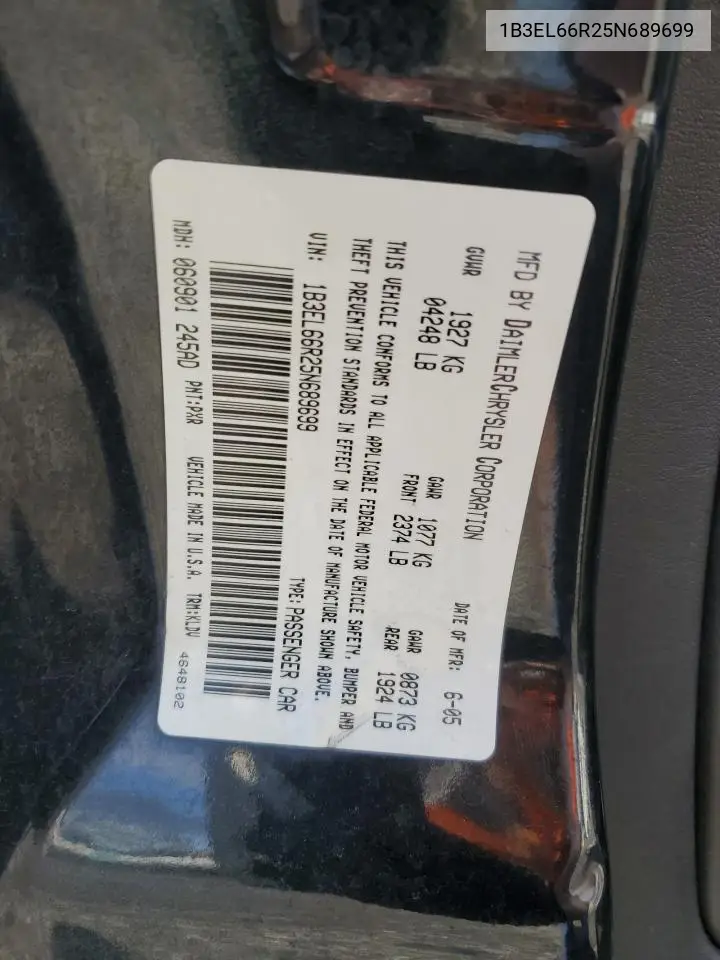 1B3EL66R25N689699
MFD BY DAIMLERCHRYSLER CORPORATION
DATE OF MFR: 6-05
GVWR 1927 KG
04248 LB
GAWR FRONT 1077 KG
2374 LB
GAWR REAR 0873 KG
1924 LB
THIS VEHICLE CONFORMS TO ALL APPLICABLE FEDERAL MOTOR VEHICLE SAFETY, BUMPER AND
THEFT PREVENTION STANDARDS IN EFFECT ON THE DATE OF MANUFACTURE SHOWN ABOVE.
VIN: 1B3EL66R25N689699 TYPE: PASSENGER CAR
MDH: 060901 245AD PNT:PXR VEHICLE MADE IN U.S.A. TRM:KLDV 4648102